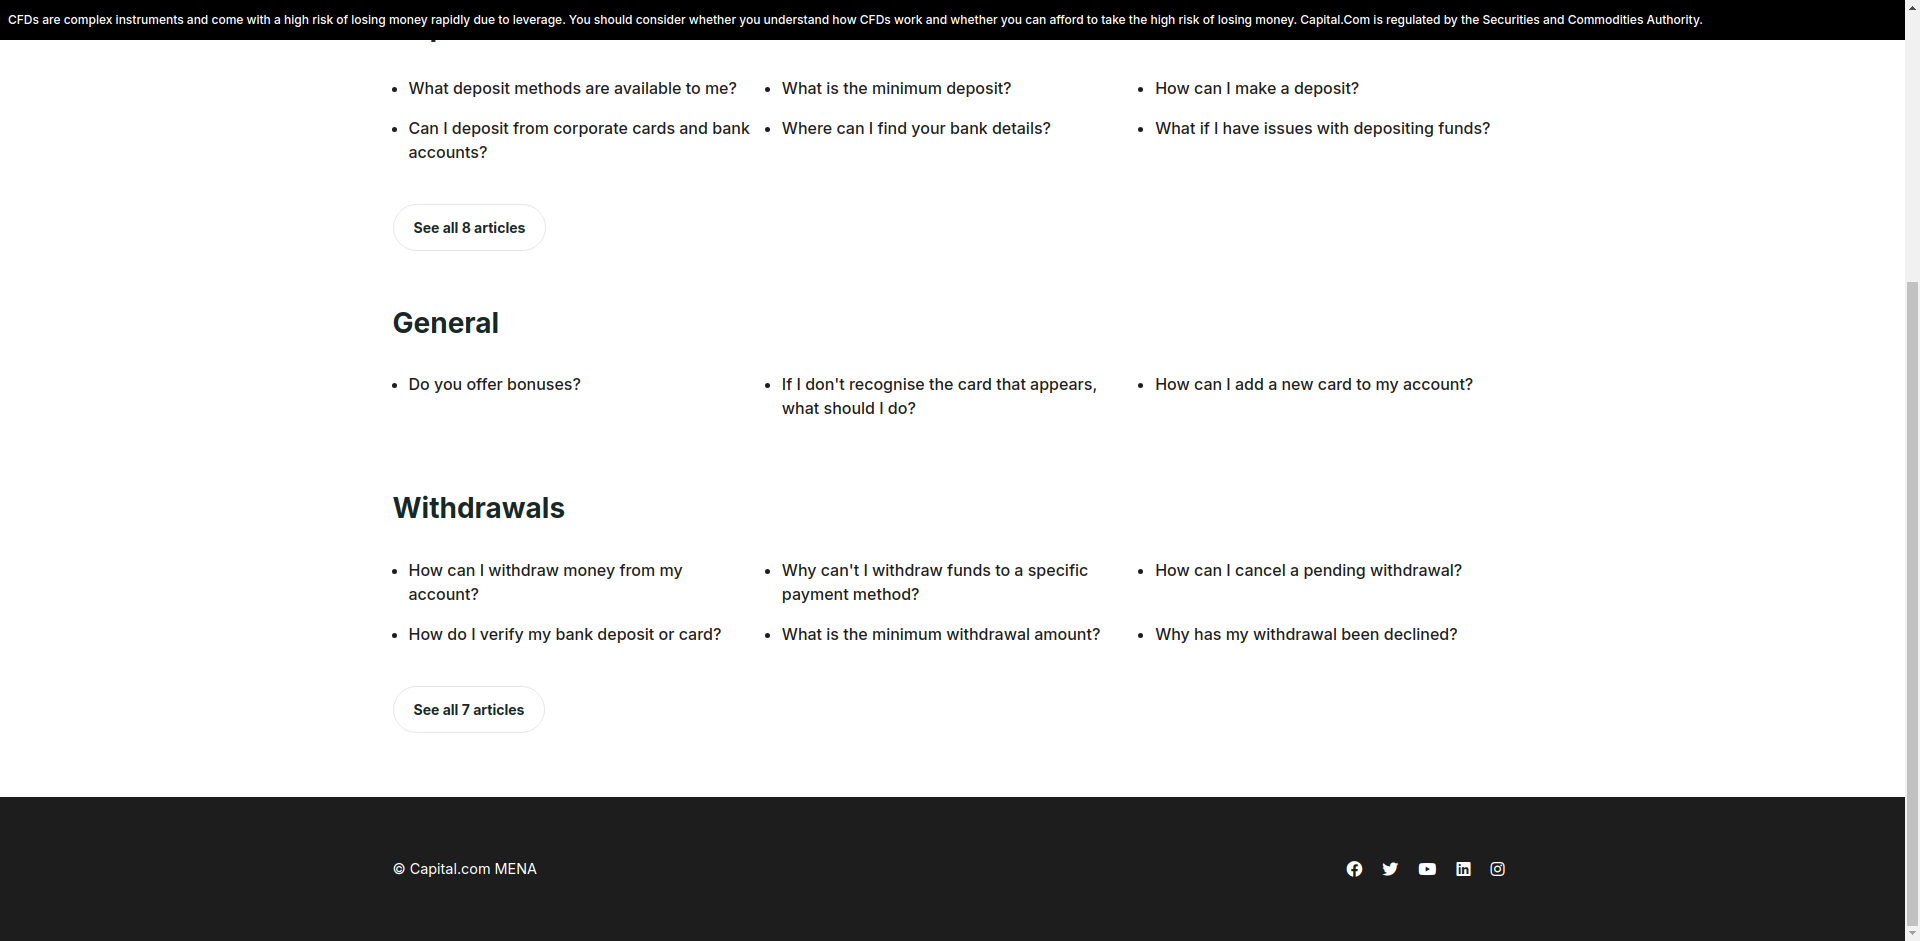 CFDs are complex instruments and come with a high risk of losing money rapidly due to leverage. You should consider whether you understand how CFDs work and whether you can afford to take the high risk of losing money. Capital.Com is regulated by the Securities and Commodities Authority.
What deposit methods are available to me?
What is the minimum deposit?
How can I make a deposit?
Can I deposit from corporate cards and bank
accounts?
Where can I find your bank details?
What if I have issues with depositing funds?
See all 8 articles
General
Do you offer bonuses?
If I don't recognise the card that appears,
what should I do?
How can I add a new card to my account?
Withdrawals
How can I withdraw money from my
account?
Why can't I withdraw funds to a specific
payment method?
How can I cancel a pending withdrawal?
How do I verify my bank deposit or card?
What is the minimum withdrawal amount?
Why has my withdrawal been declined?
See all 7 articles
© Capital.com MENA